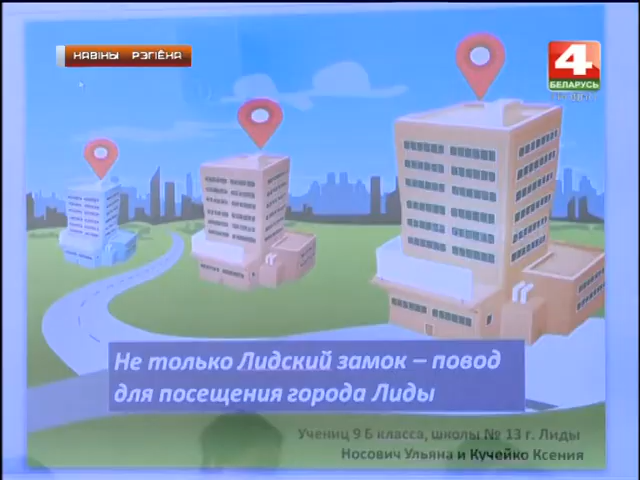 НАВІНЫ РЭГІЁНА
4
БЕЛАРУСЬ
Не только Лидский замок – повод
для посещения города Лиды
Учениц 9 Б класса, школы № 13 г. Лиды
Носович Ульяна и Кучейко Ксения